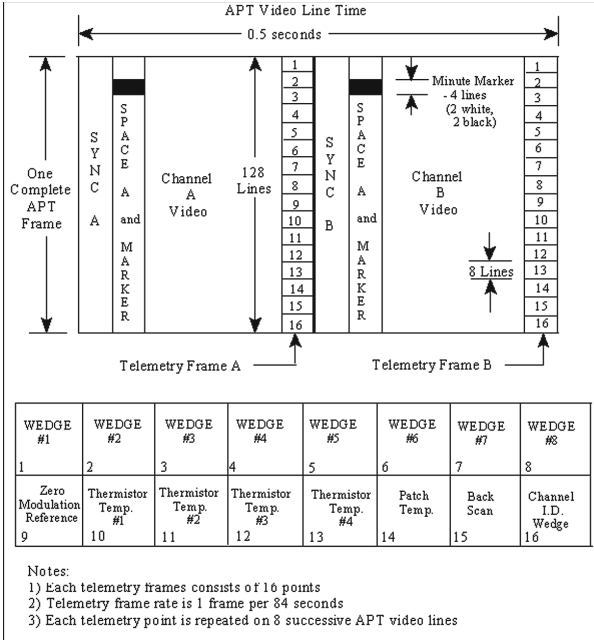 APT Video Line Time
0.5 seconds
One
Complete
APT
Frame
SYNC A
SPACE A and MARKER
Channel
A
Video
128
Lines
1
2
3
4
5
6
7
8
9
10
11
12
13
14
15
16
SYNC B
SPACE A and MARKER
Channel
B
Video
Minute Marker
- 4 lines
(2 white,
2 black)
8 Lines
1
2
3
4
5
6
7
8
9
10
11
12
13
14
15
16
Telemetry Frame A
Telemetry Frame B
WEDGE
#1
1
WEDGE
#2
2
WEDGE
#3
3
WEDGE
#4
4
WEDGE
#5
5
WEDGE
#6
6
WEDGE
#7
7
WEDGE
#8
8
Zero
Modulation
Reference
9
Thermistor
Temp.
#1
10
Thermistor
Temp.
#2
11
Thermistor
Temp.
#3
12
Thermistor
Temp.
#4
13
Patch
Temp.
14
Back
Scan
15
Channel
I.D.
Wedge
16
Notes:
1) Each telemetry frames consists of 16 points
2) Telemetry frame rate is 1 frame per 84 seconds
3) Each telemetry point is repeated on 8 successive APT video lines